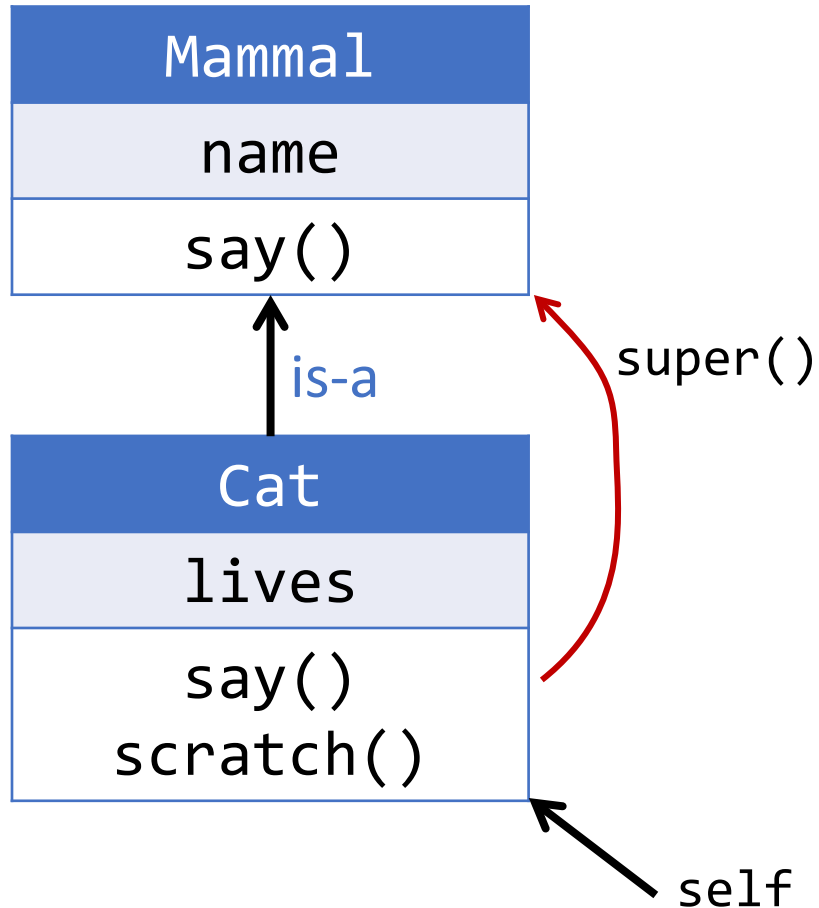 Mammal
name
say()
is-a
super()
Cat
lives
say()
scratch()
self